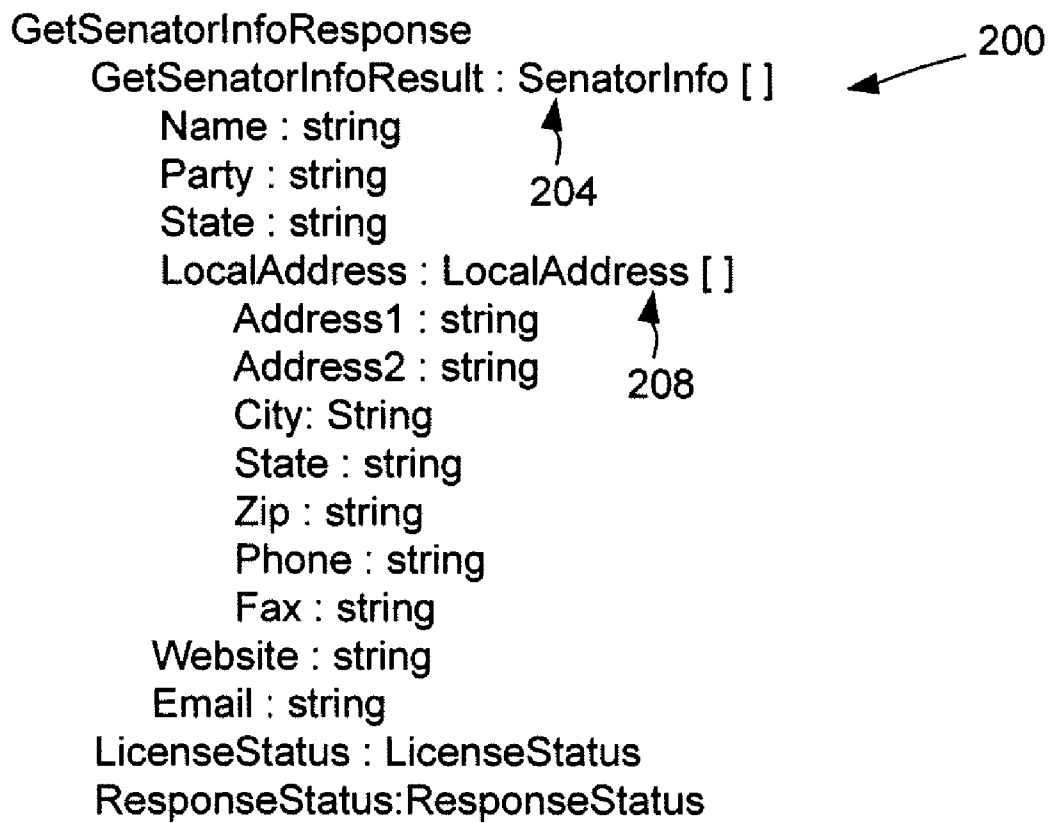 GetSenatorInfoResponse
200
GetSenatorInfoResult : SenatorInfo [ ]
Name : string
Party : string
204
State : string
LocalAddress : LocalAddress [ ]
Address1 : string
Address2 : string
208
City: String
State : string
Zip : string
Phone : string
Fax : string
Website : string
Email : string
LicenseStatus : LicenseStatus
ResponseStatus:ResponseStatus